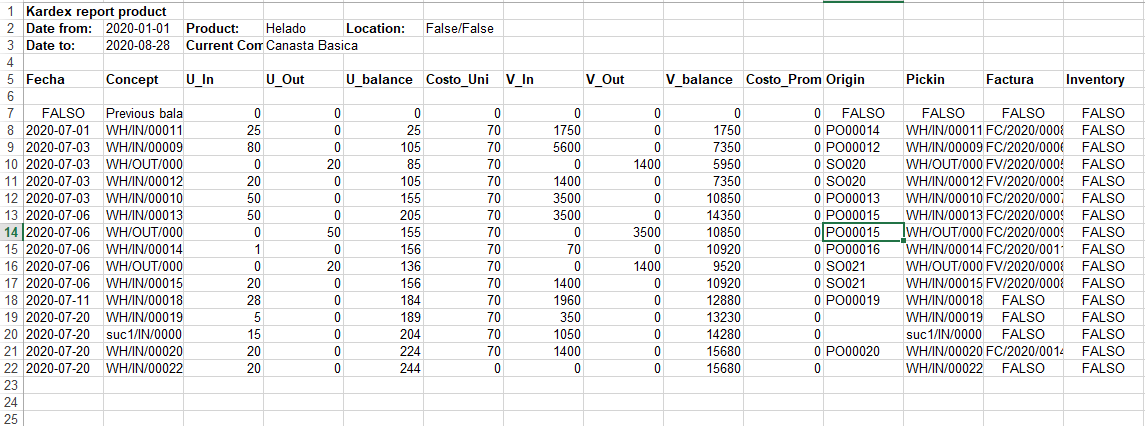 1 Kardex report product
2 Date from: 2020-01-01 Product: Helado Location: False/False
3 Date to: 2020-08-28 Current Com Canasta Basica
4
5 Fecha Concept U_In U_Out U_balance Costo_Uni V_In V_Out V_balance Costo_Prom Origin Pickin Factura Inventory
6
7 FALSO Previous bala 0 0 0 0 0 0 0 0 FALSO FALSO FALSO FALSO
8 2020-07-01 WH/IN/00011 25 0 25 70 1750 0 1750 0 PO00014 WH/IN/00011 FC/2020/0008 FALSO
9 2020-07-03 WH/IN/00009 80 0 105 70 5600 0 7350 0 PO00012 WH/IN/00009 FC/2020/0006 FALSO
10 2020-07-03 WH/OUT/000 0 20 85 70 0 1400 5950 0 SO020 WH/OUT/000 FV/2020/0005 FALSO
11 2020-07-03 WH/IN/00012 20 0 105 70 1400 0 7350 0 SO020 WH/IN/00012 FV/2020/0005 FALSO
12 2020-07-03 WH/IN/00010 50 0 155 70 3500 0 10850 0 PO00013 WH/IN/00010 FC/2020/0007 FALSO
13 2020-07-06 WH/IN/00013 50 0 205 70 3500 0 14350 0 PO00015 WH/IN/00013 FC/2020/0009 FALSO
14 2020-07-06 WH/OUT/000 0 50 155 70 0 3500 10850 0 PO00015 WH/OUT/000 FC/2020/0009 FALSO
15 2020-07-06 WH/IN/00014 1 0 156 70 70 0 10920 0 PO00016 WH/IN/00014 FC/2020/0011 FALSO
16 2020-07-06 WH/OUT/000 0 20 136 70 0 1400 9520 0 SO021 WH/OUT/000 FV/2020/0008 FALSO
17 2020-07-06 WH/IN/00015 20 0 156 70 1400 0 10920 0 SO021 WH/IN/00015 FV/2020/0008 FALSO
18 2020-07-11 WH/IN/00018 28 0 184 70 1960 0 12880 0 PO00019 WH/IN/00018 FALSO FALSO
19 2020-07-20 WH/IN/00019 5 0 189 70 350 0 13230 0 WH/IN/00019 FALSO FALSO
20 2020-07-20 suc1/IN/0000 15 0 204 70 1050 0 14280 0 suc1/IN/0000 FALSO FALSO
21 2020-07-20 WH/IN/00020 20 0 224 70 1400 0 15680 0 PO00020 WH/IN/00020 FC/2020/0014 FALSO
22 2020-07-20 WH/IN/00022 20 0 244 0 0 0 15680 0 WH/IN/00022 FALSO FALSO
23
24
25